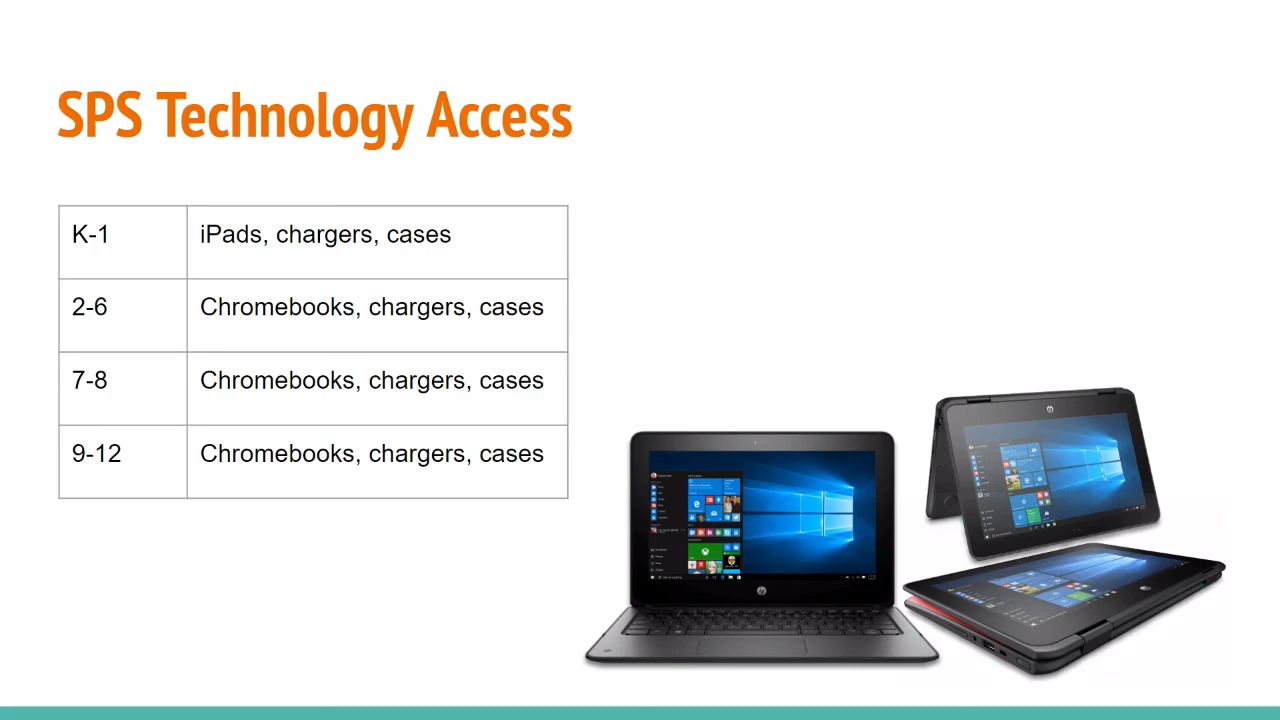 SPS Technology Access
K-1 iPads, chargers, cases
2-6 Chromebooks, chargers, cases
7-8 Chromebooks, chargers, cases
9-12 Chromebooks, chargers, cases